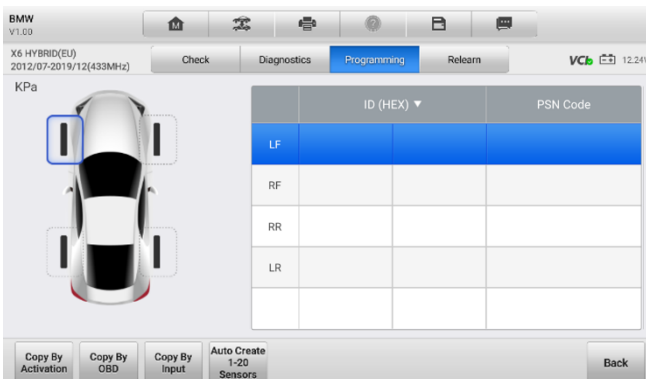 BMW
V1.00
X6 HYBRID(EU)
2012/07-2019/12(433MHz)
Check
Diagnostics
Programming
Relearn
VCI
12.24V
KPa
ID (HEX) ▼
PSN Code
LF
RF
RR
LR
Copy By
Activation
Copy By
OBD
Copy By
Input
Auto Create
1-20
Sensors
Back